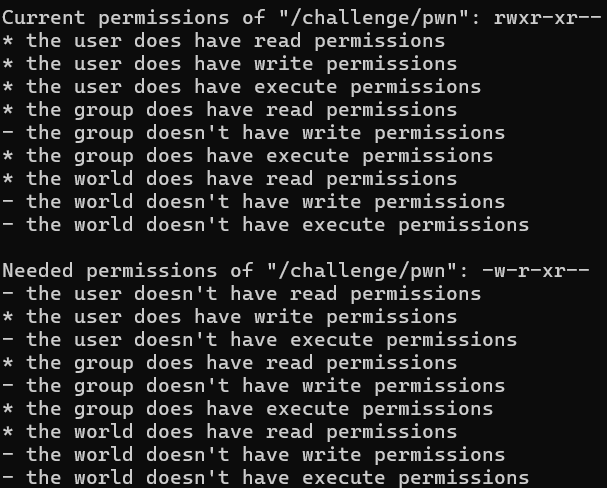 Current permissions of "/challenge/pwn": rwxr-xr--
* the user does have read permissions
* the user does have write permissions
* the user does have execute permissions
* the group does have read permissions
- the group doesn't have write permissions
* the group does have execute permissions
* the world does have read permissions
- the world doesn't have write permissions
- the world doesn't have execute permissions

Needed permissions of "/challenge/pwn": -w-r-xr--
- the user doesn't have read permissions
* the user does have write permissions
- the user doesn't have execute permissions
* the group does have read permissions
- the group doesn't have write permissions
* the group does have execute permissions
* the world does have read permissions
- the world doesn't have write permissions
- the world doesn't have execute permissions